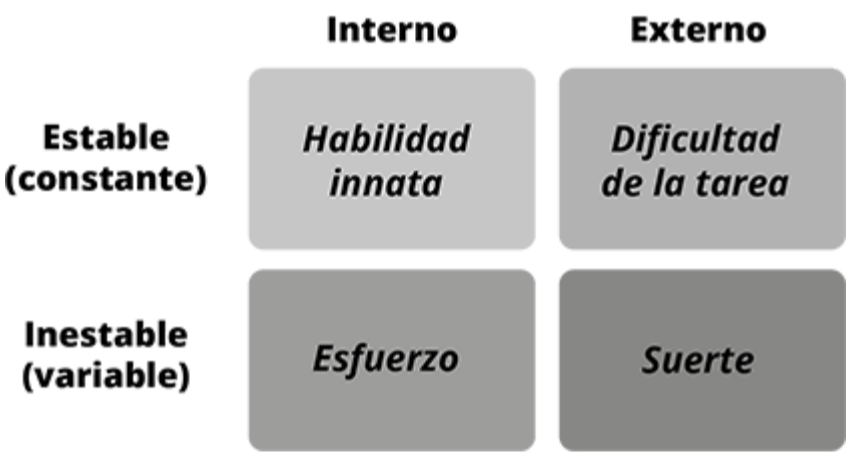 Interno Externo
Estable
(constante)
Habilidad
innata
Dificultad
de la tarea
Inestable
(variable)
Esfuerzo
Suerte